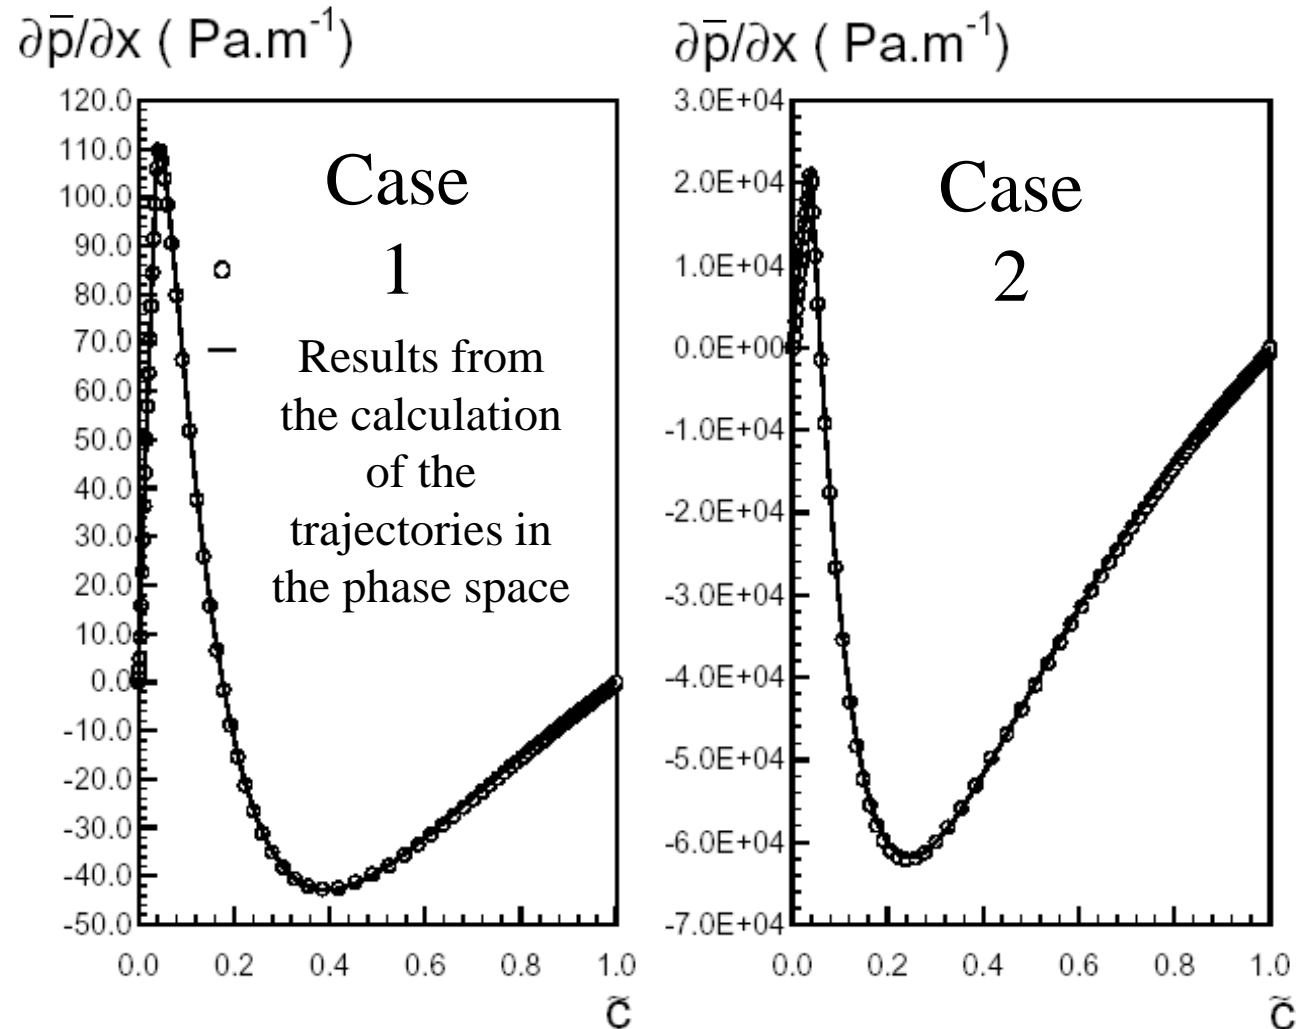 ∂p̅/∂x ( Pa.m⁻¹)
120.0
110.0
100.0
90.0
80.0
70.0
60.0
50.0
40.0
30.0
20.0
10.0
0.0
-10.0
-20.0
-30.0
-40.0
-50.0
0.0 0.2 0.4 0.6 0.8 1.0
c̃
Case
1
Results from
the calculation
of the
trajectories in
the phase space
∂p̅/∂x ( Pa.m⁻¹)
3.0E+04
2.0E+04
1.0E+04
0.0E+00
-1.0E+04
-2.0E+04
-3.0E+04
-4.0E+04
-5.0E+04
-6.0E+04
-7.0E+04
0.0 0.2 0.4 0.6 0.8 1.0
c̃
Case
2